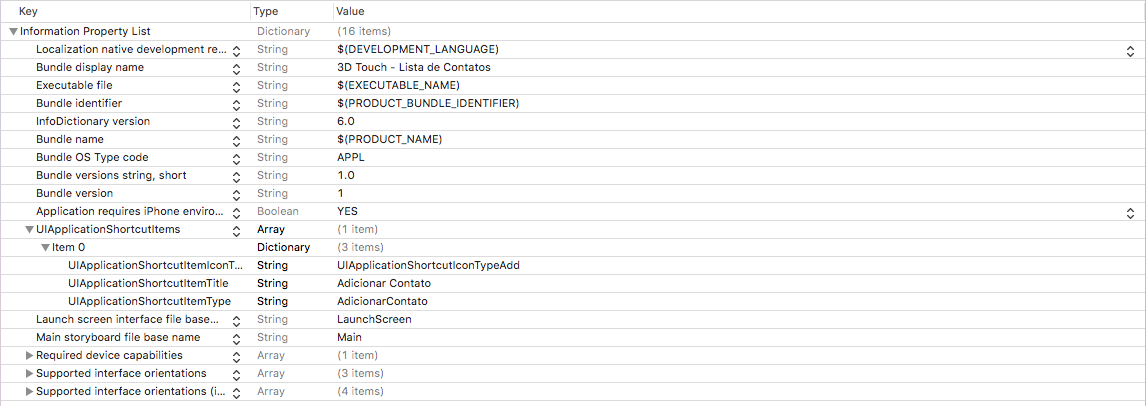 Key Type Value
Information Property List Dictionary (16 items)
Localization native development re... String $(DEVELOPMENT_LANGUAGE)
Bundle display name String 3D Touch - Lista de Contatos
Executable file String $(EXECUTABLE_NAME)
Bundle identifier String $(PRODUCT_BUNDLE_IDENTIFIER)
InfoDictionary version String 6.0
Bundle name String $(PRODUCT_NAME)
Bundle OS Type code String APPL
Bundle versions string, short String 1.0
Bundle version String 1
Application requires iPhone enviro... Boolean YES
UIApplicationShortcutItems Array (1 item)
Item 0 Dictionary (3 items)
UIApplicationShortcutItemIconT... String UIApplicationShortcutIconTypeAdd
UIApplicationShortcutItemTitle String Adicionar Contato
UIApplicationShortcutItemType String AdicionarContato
Launch screen interface file base... String LaunchScreen
Main storyboard file base name String Main
Required device capabilities Array (1 item)
Supported interface orientations Array (3 items)
Supported interface orientations (i... Array (4 items)